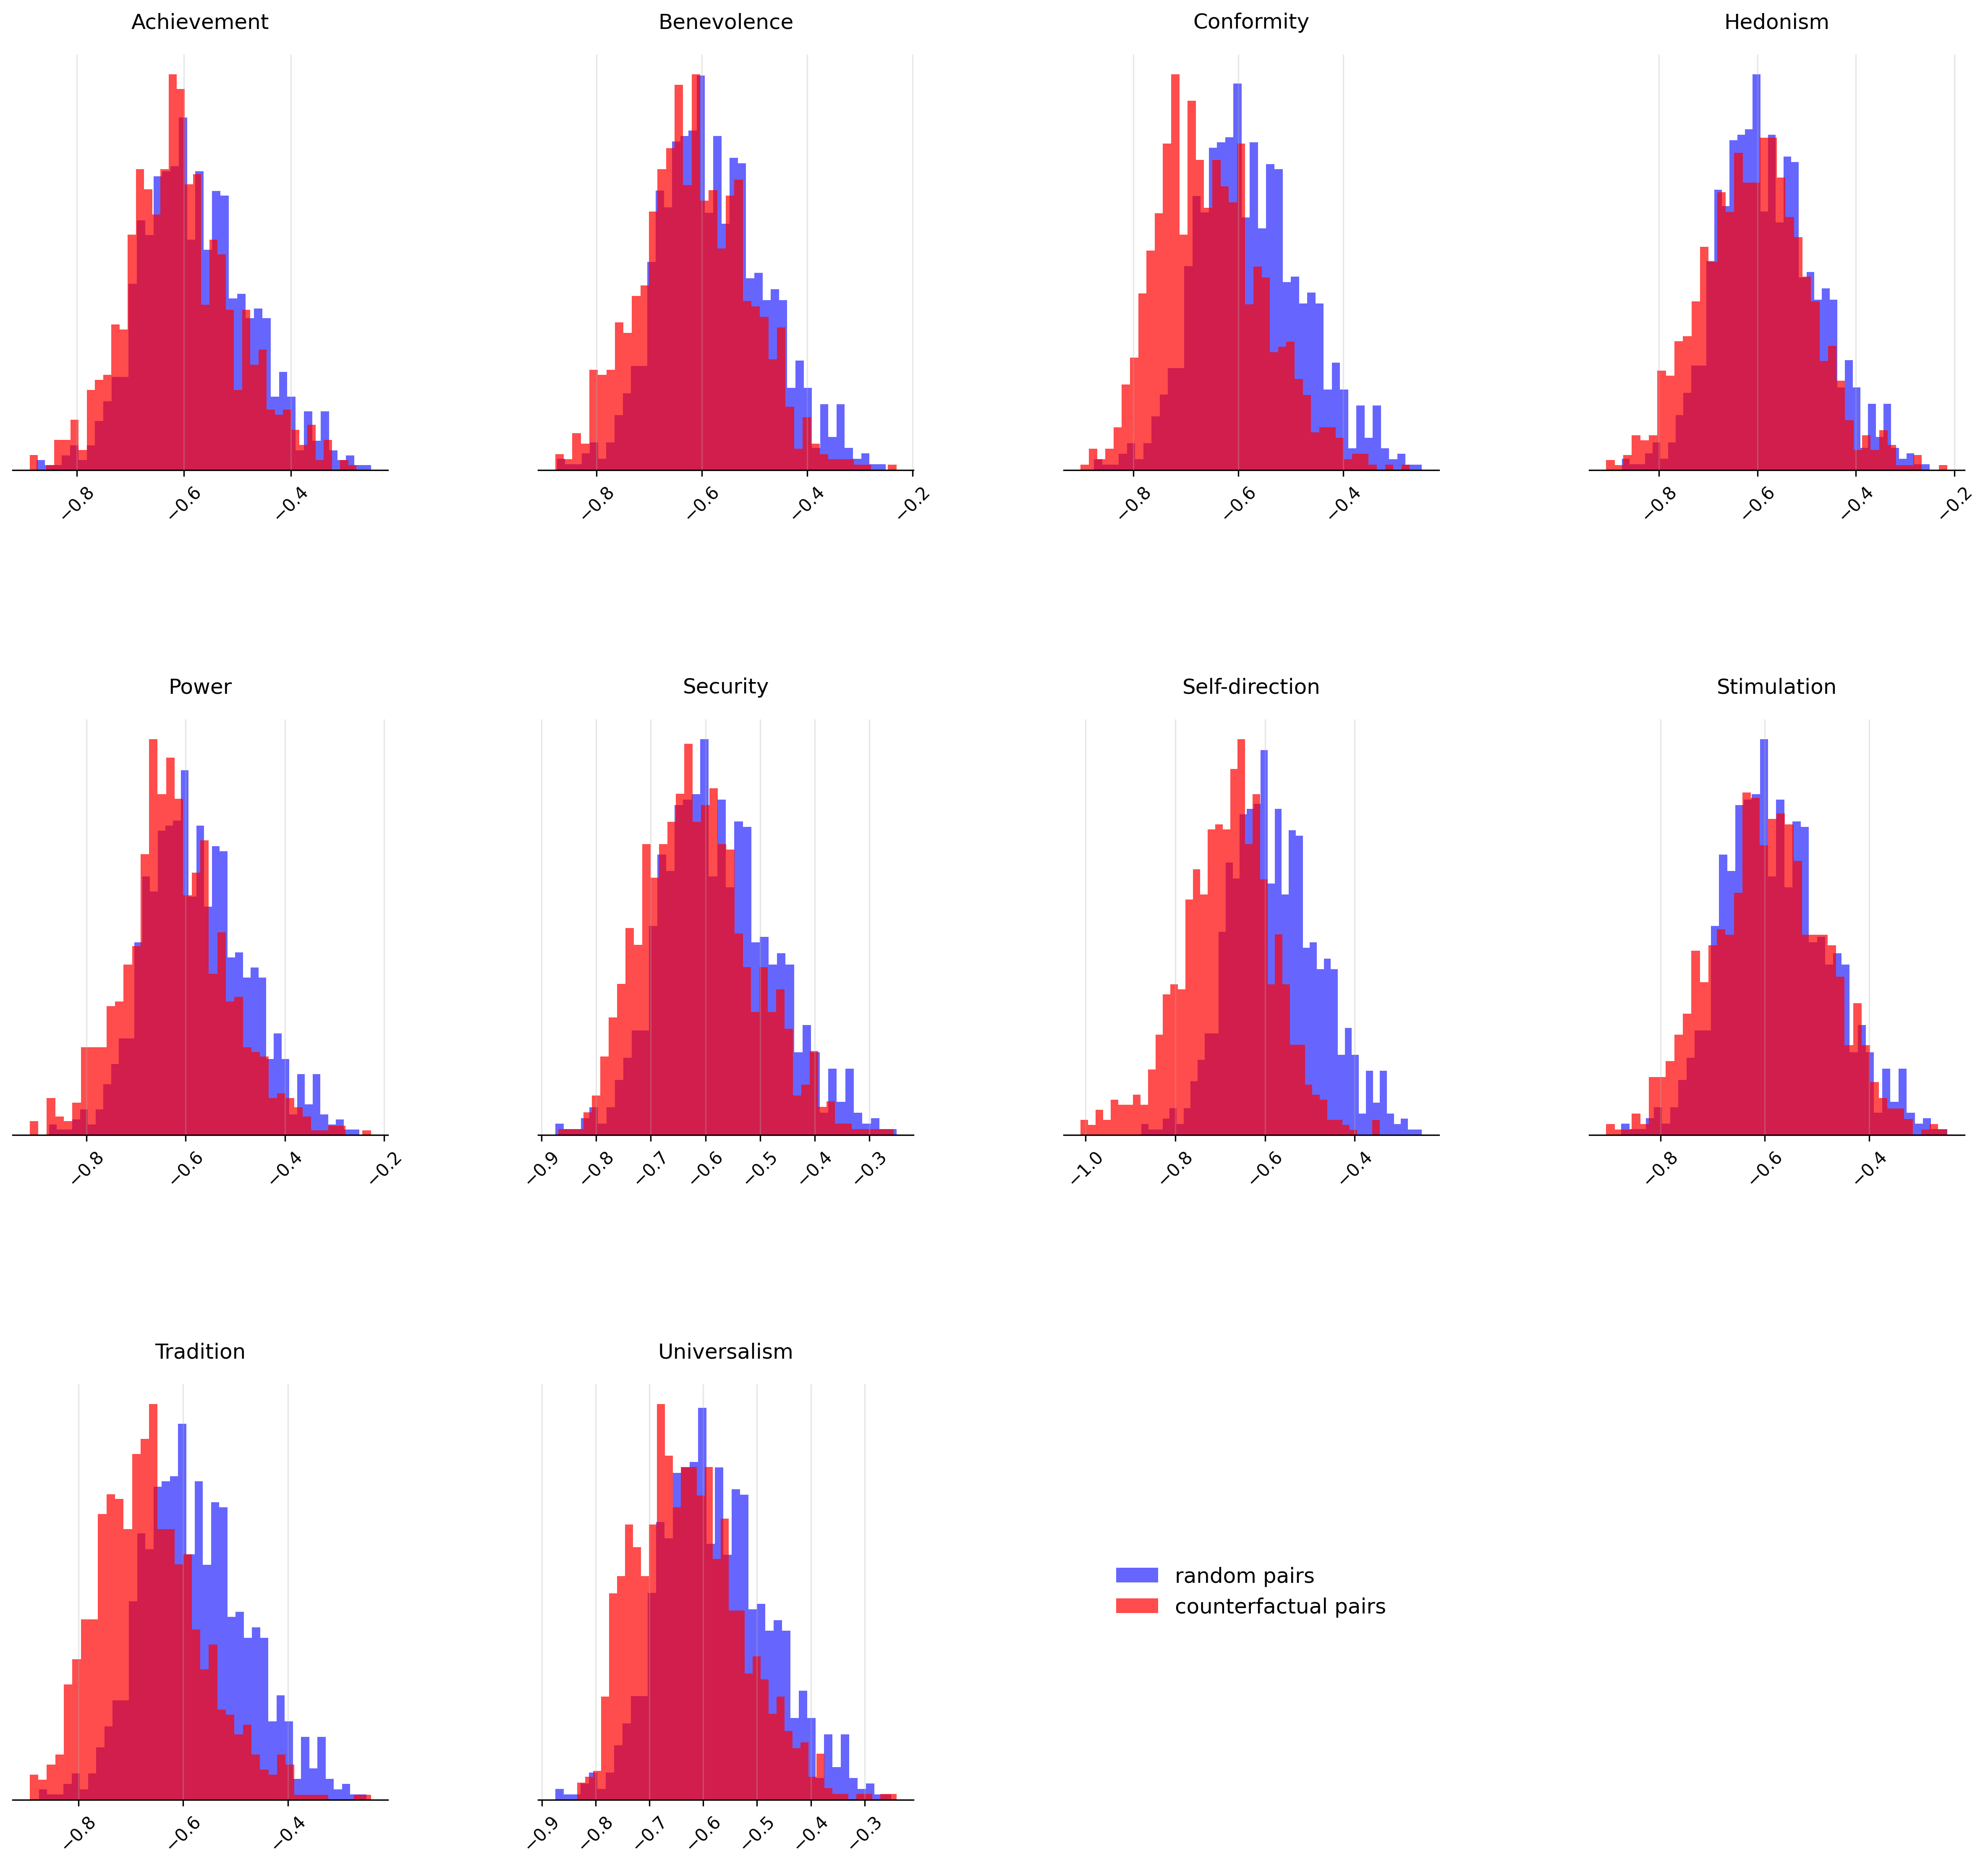 Achievement
Benevolence
Conformity
Hedonism
−0.8 −0.6 −0.4
−0.8 −0.6 −0.4 −0.2
−0.8 −0.6 −0.4
−0.8 −0.6 −0.4 −0.2
Power
Security
Self-direction
Stimulation
−0.8 −0.6 −0.4 −0.2
−0.9 −0.8 −0.7 −0.6 −0.5 −0.4 −0.3
−1.0 −0.8 −0.6 −0.4
−0.8 −0.6 −0.4
Tradition
Universalism
random pairs
counterfactual pairs
−0.8 −0.6 −0.4
−0.9 −0.8 −0.7 −0.6 −0.5 −0.4 −0.3